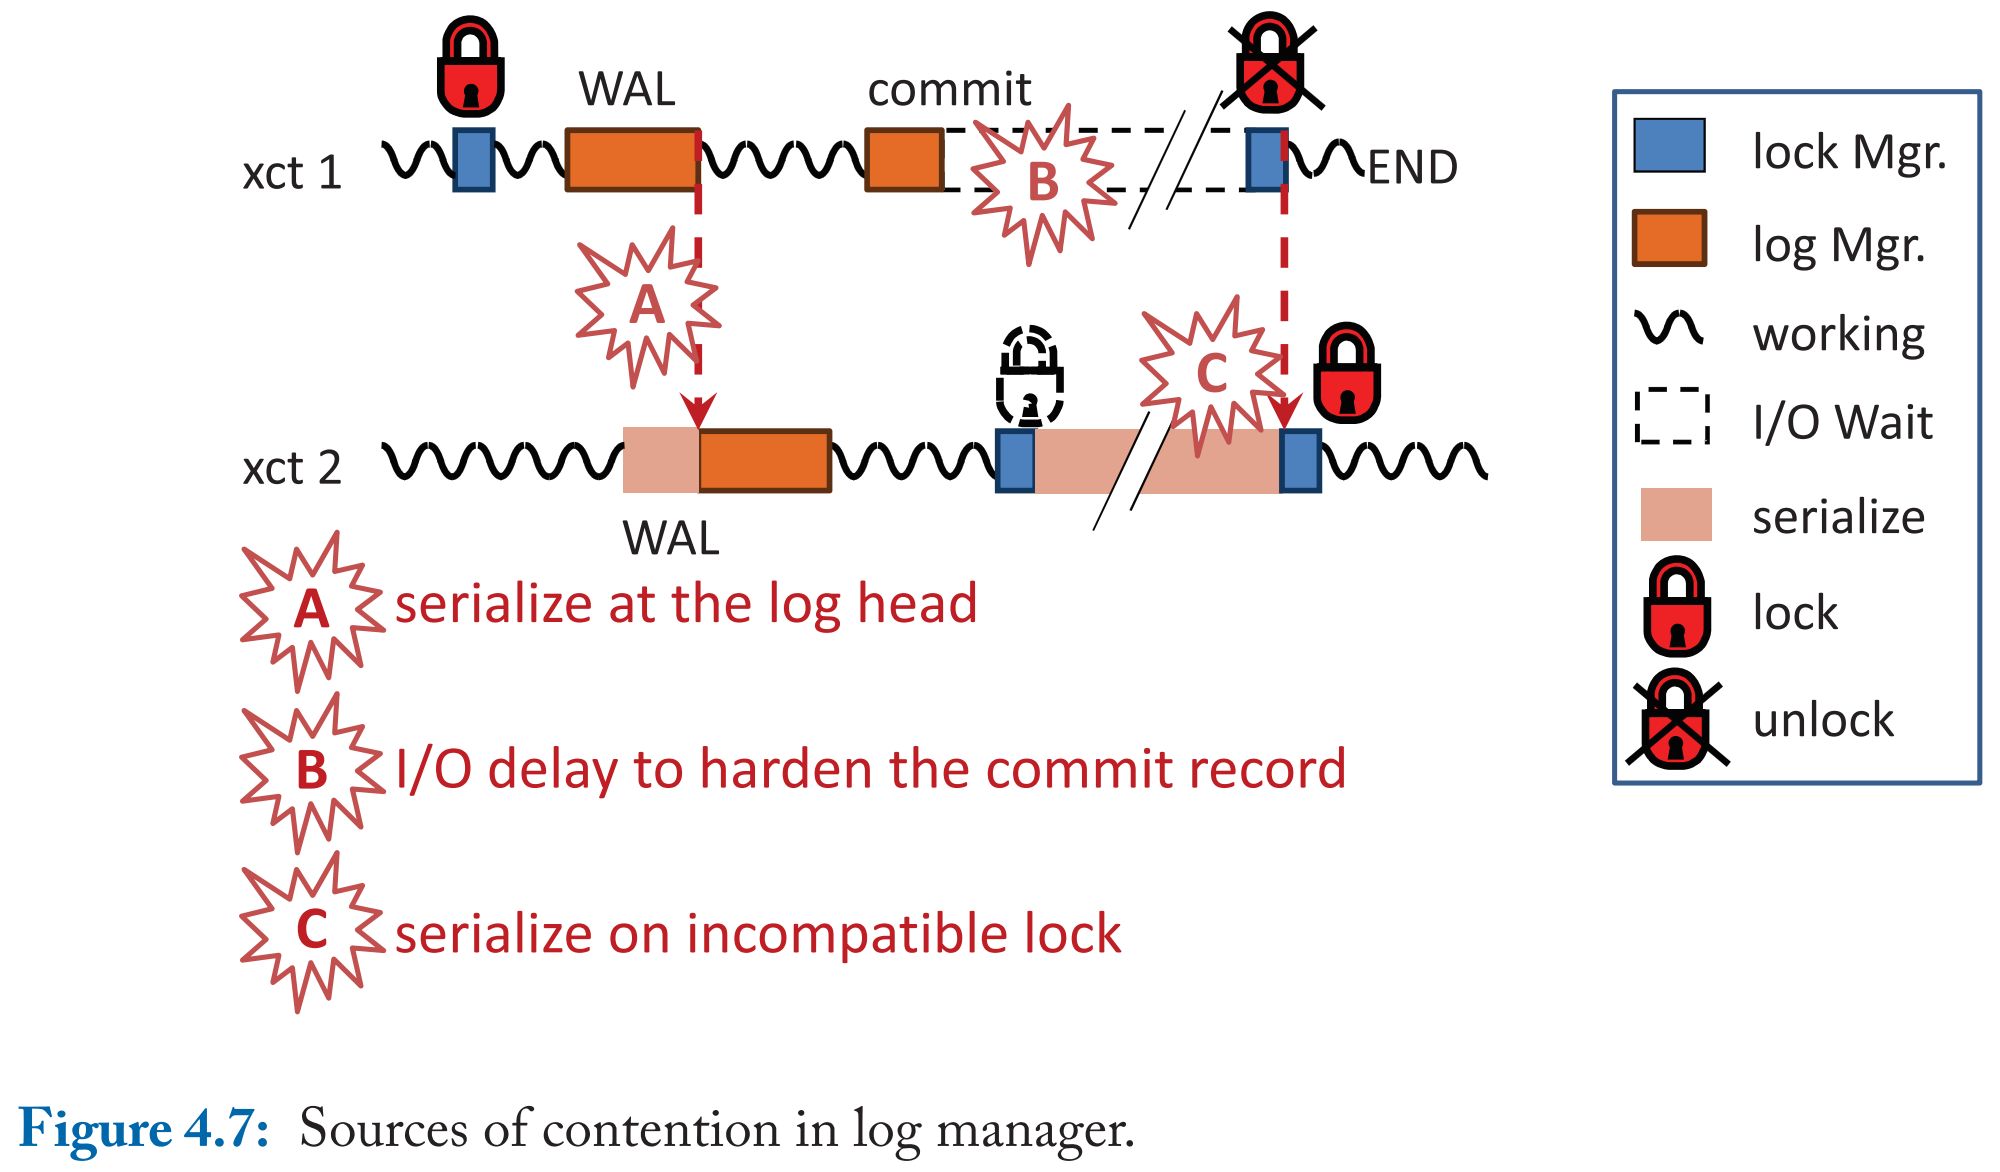 WAL
commit
xct 1
B
END
A
C
xct 2
WAL
A serialize at the log head
B I/O delay to harden the commit record
C serialize on incompatible lock
lock Mgr.
log Mgr.
working
I/O Wait
serialize
lock
unlock
Figure 4.7: Sources of contention in log manager.